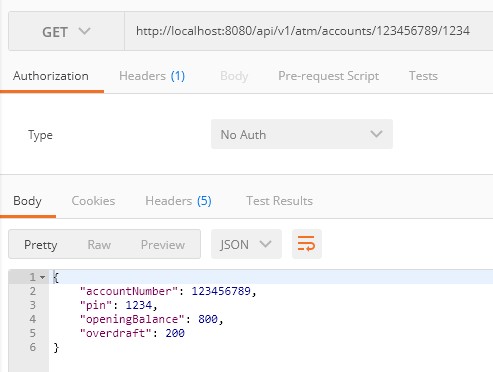 GET http://localhost:8080/api/v1/atm/accounts/123456789/1234
Authorization Headers (1) Body Pre-request Script Tests
Type No Auth
Body Cookies Headers (5) Test Results
Pretty Raw Preview JSON
1 {
2 "accountNumber": 123456789,
3 "pin": 1234,
4 "openingBalance": 800,
5 "overdraft": 200
6 }